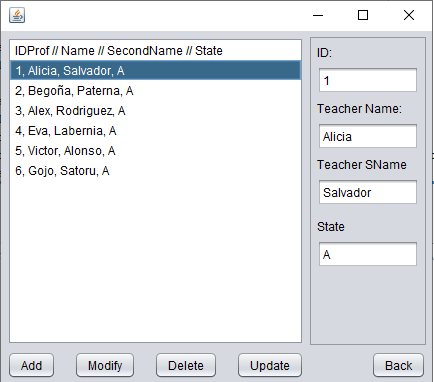 IDProf // Name // SecondName // State
1, Alicia, Salvador, A
2, Begoña, Paterna, A
3, Alex, Rodriguez, A
4, Eva, Labernia, A
5, Victor, Alonso, A
6, Gojo, Satoru, A
ID:
1
Teacher Name:
Alicia
Teacher SName
Salvador
State
A
Add Modify Delete Update Back